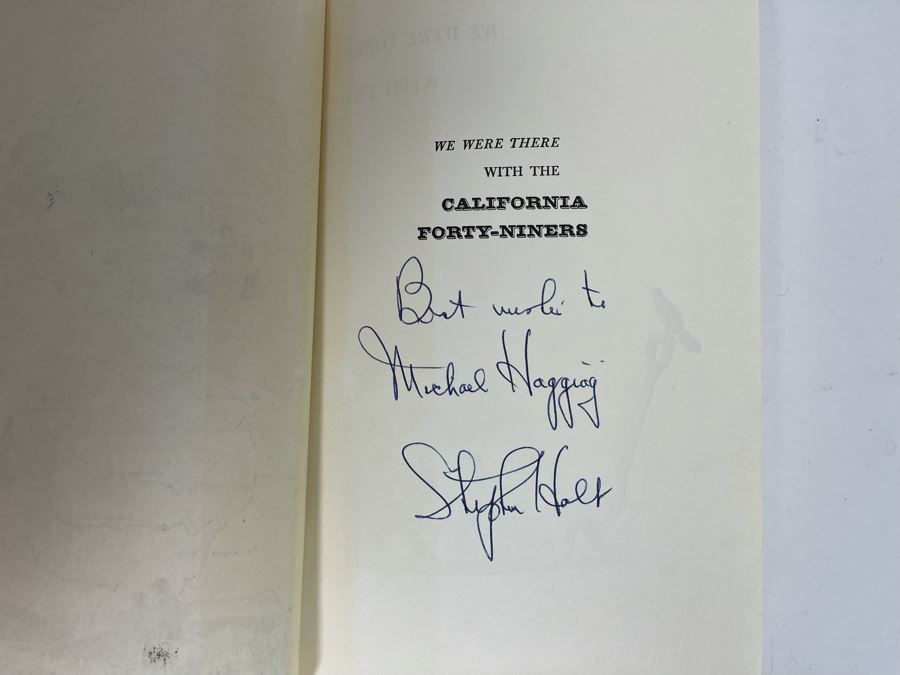 WE WERE THERE
WITH THE
CALIFORNIA
FORTY-NINERS
Best wishes to
Michael Haggiag
Stephen Holt